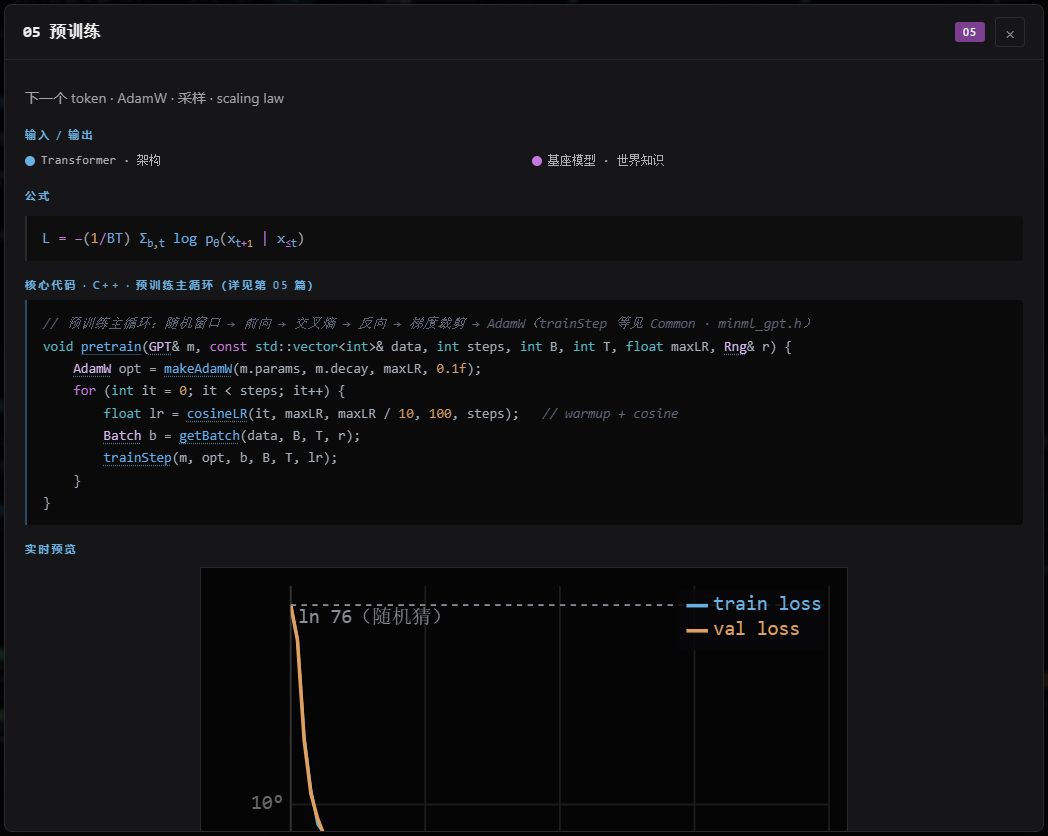 05 预训练
05
×
下一个 token · AdamW · 采样 · scaling law
输入 / 输出
Transformer · 架构
基座模型 · 世界知识
公式
L = −(1/BT) Σb,t log pθ(xt+1 | x≤t)
核心代码 · C++ · 预训练主循环 (详见第 05 篇)
// 预训练主循环：随机窗口 → 前向 → 交叉熵 → 反向 → 梯度裁剪 → AdamW（trainStep 等见 Common · minml_gpt.h）
void pretrain(GPT& m, const std::vector<int>& data, int steps, int B, int T, float maxLR, Rng& r) {
AdamW opt = makeAdamW(m.params, m.decay, maxLR, 0.1f);
for (int it = 0; it < steps; it++) {
float lr = cosineLR(it, maxLR, maxLR / 10, 100, steps); // warmup + cosine
Batch b = getBatch(data, B, T, r);
trainStep(m, opt, b, B, T, lr);
}
}
实时预览
train loss
ln 76（随机猜）
val loss
10⁰